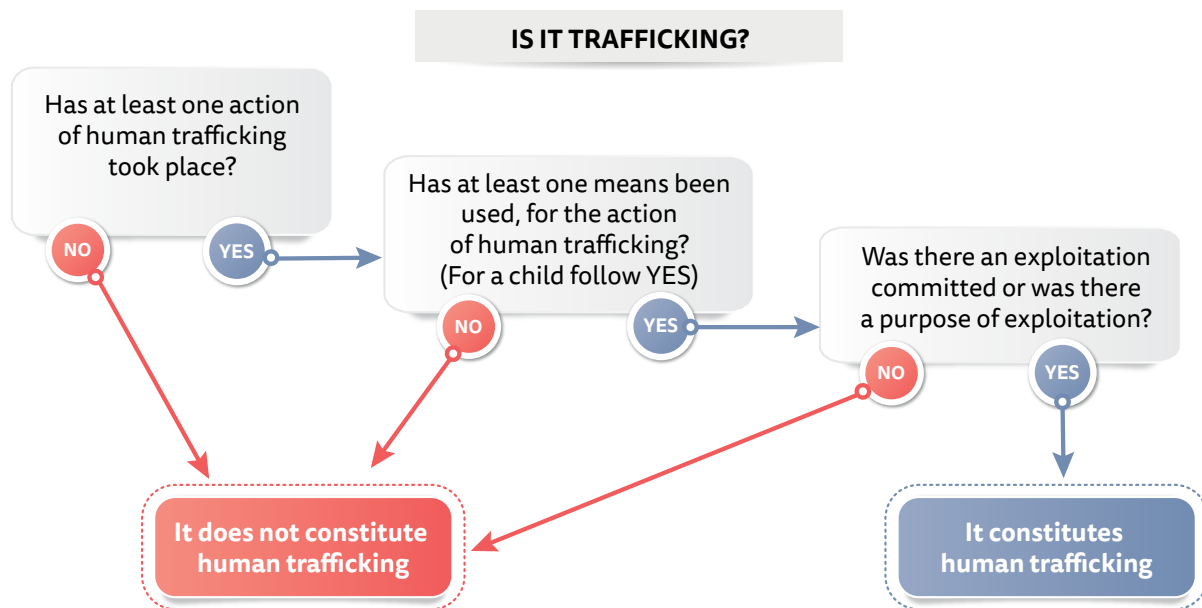 IS IT TRAFFICKING?
Has at least one action
of human trafficking
took place?
NO
YES
Has at least one means been
used, for the action
of human trafficking?
(For a child follow YES)
NO
YES
Was there an exploitation
committed or was there
a purpose of exploitation?
NO
YES
It does not constitute
human trafficking
It constitutes
human trafficking